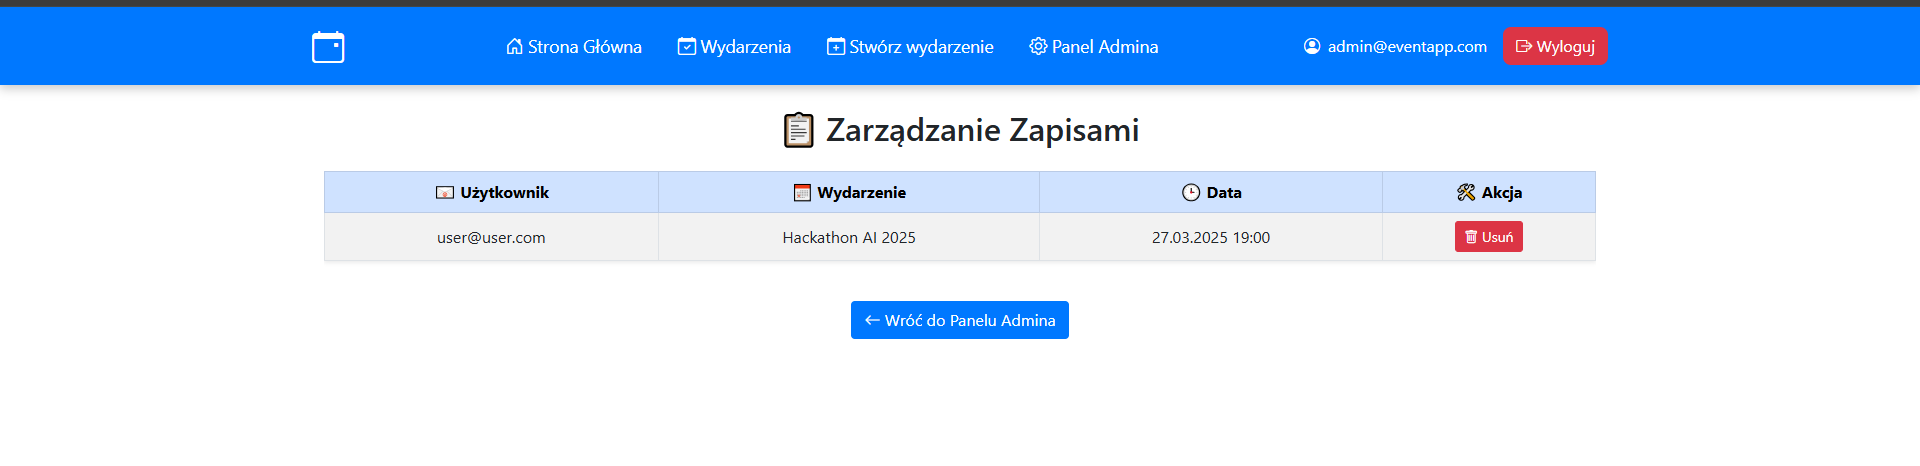 Strona Główna Wydarzenia Stwórz wydarzenie Panel Admina admin@eventapp.com Wyloguj
Zarządzanie Zapisami
Użytkownik Wydarzenie Data Akcja
user@user.com Hackathon AI 2025 27.03.2025 19:00 Usuń
← Wróć do Panelu Admina